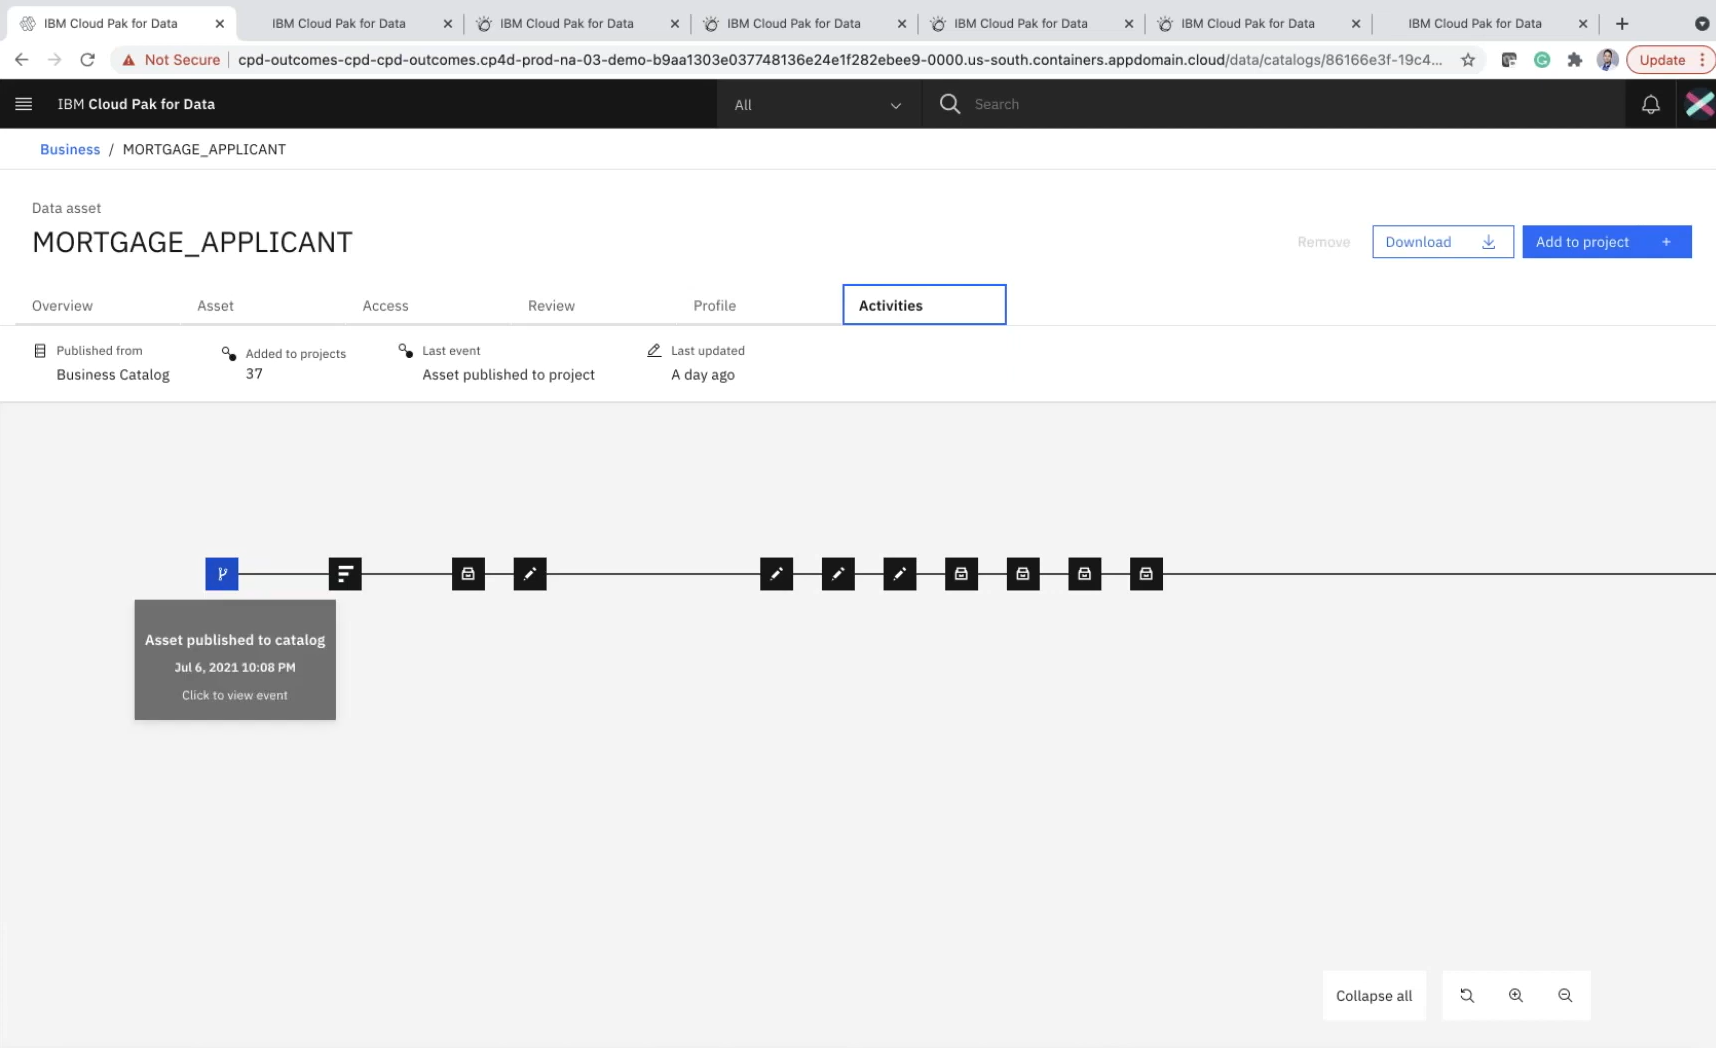 IBM Cloud Pak for Data IBM Cloud Pak for Data IBM Cloud Pak for Data IBM Cloud Pak for Data IBM Cloud Pak for Data IBM Cloud Pak for Data IBM Cloud Pak for Data
Not Secure cpd-outcomes-cpd-cpd-outcomes.cp4d-prod-na-03-demo-b9aa1303e037748136e24e1f282ebee9-0000.us-south.containers.appdomain.cloud/data/catalogs/86166e3f-19c4... Update
IBM Cloud Pak for Data All Search
Business / MORTGAGE_APPLICANT
Data asset
MORTGAGE_APPLICANT
Remove Download Add to project +
Overview Asset Access Review Profile Activities
Published from Added to projects Last event Last updated
Business Catalog 37 Asset published to project A day ago
Asset published to catalog
Jul 6, 2021 10:08 PM
Click to view event
Collapse all